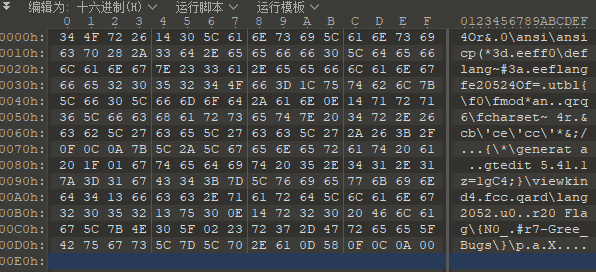 编辑为: 十六进制(H) 运行脚本 运行模板
0 1 2 3 4 5 6 7 8 9 A B C D E F 0123456789ABCDEF
0000h: 34 4F 72 26 14 30 5C 61 6E 73 69 5C 61 6E 73 69 4Or&.0\ansi\ansi
0010h: 63 70 28 2A 33 64 2E 65 65 66 66 30 5C 64 65 66 cp(*3d.eeff0\def
0020h: 6C 61 6E 67 7E 23 33 61 2E 65 65 66 6C 61 6E 67 lang~#3a.eeflang
0030h: 66 65 32 30 35 32 34 4F 66 3D 1C 75 74 62 6C 7B fe20524Of=.utbl{
0040h: 5C 66 30 5C 66 6D 6F 64 2A 61 6E 0E 14 71 72 71 \f0\fmod*an..qrq
0050h: 36 5C 66 63 68 61 72 73 65 74 7E 20 34 72 2E 26 6\fcharset~ 4r.&
0060h: 63 62 5C 27 63 65 5C 27 63 63 5C 27 2A 26 3B 2F cb\'ce\'cc\'*&;/
0070h: 0F 0C 0A 7B 5C 2A 5C 67 65 6E 65 72 61 74 20 61 ...{\*\generat a
0080h: 20 1F 01 67 74 65 64 69 74 20 35 2E 34 31 2E 31 ..gtedit 5.41.1
0090h: 7A 3D 31 67 43 34 3B 7D 5C 76 69 65 77 6B 69 6E z=1gC4;}\viewkin
00A0h: 64 34 13 66 63 63 2E 71 61 72 64 5C 6C 61 6E 67 d4.fcc.qard\lang
00B0h: 32 30 35 32 13 75 30 0E 14 72 32 30 20 46 6C 61 2052.u0..r20 Fla
00C0h: 67 5C 7B 4E 30 5F 02 23 72 37 2D 47 72 65 65 5F g\{N0_.#r7-Gree_
00D0h: 42 75 67 73 5C 7D 5C 70 2E 61 0D 58 0F 0C 0A 00 Bugs\}\p.a.X....
00E0h: